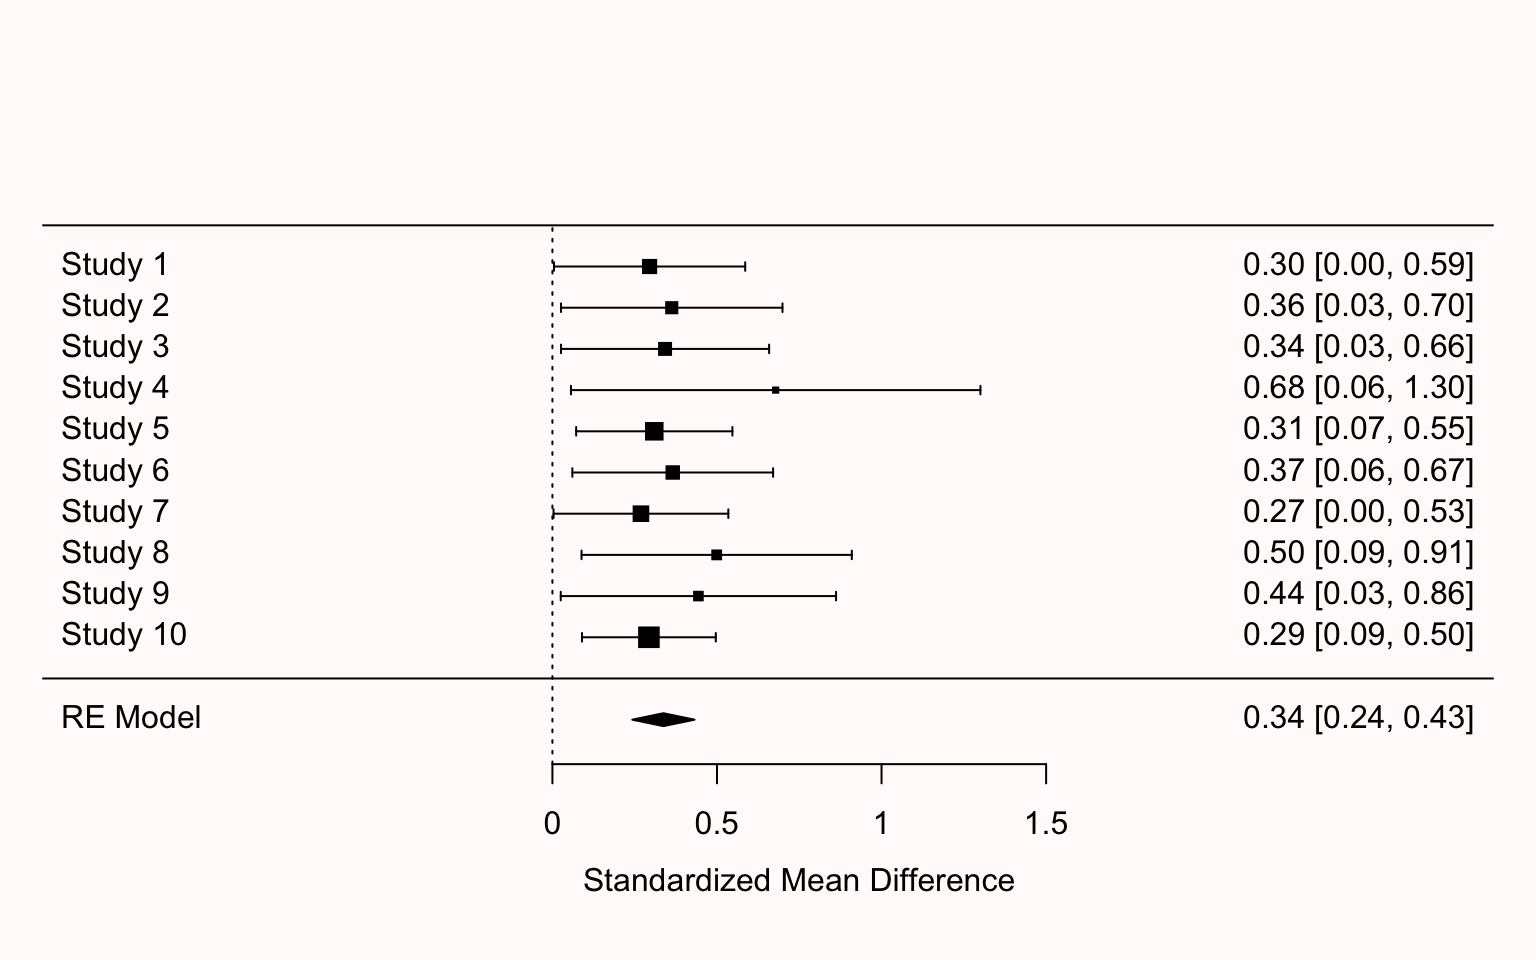 Study 1 0.30 [0.00, 0.59]
Study 2 0.36 [0.03, 0.70]
Study 3 0.34 [0.03, 0.66]
Study 4 0.68 [0.06, 1.30]
Study 5 0.31 [0.07, 0.55]
Study 6 0.37 [0.06, 0.67]
Study 7 0.27 [0.00, 0.53]
Study 8 0.50 [0.09, 0.91]
Study 9 0.44 [0.03, 0.86]
Study 10 0.29 [0.09, 0.50]
RE Model 0.34 [0.24, 0.43]
0 0.5 1 1.5
Standardized Mean Difference